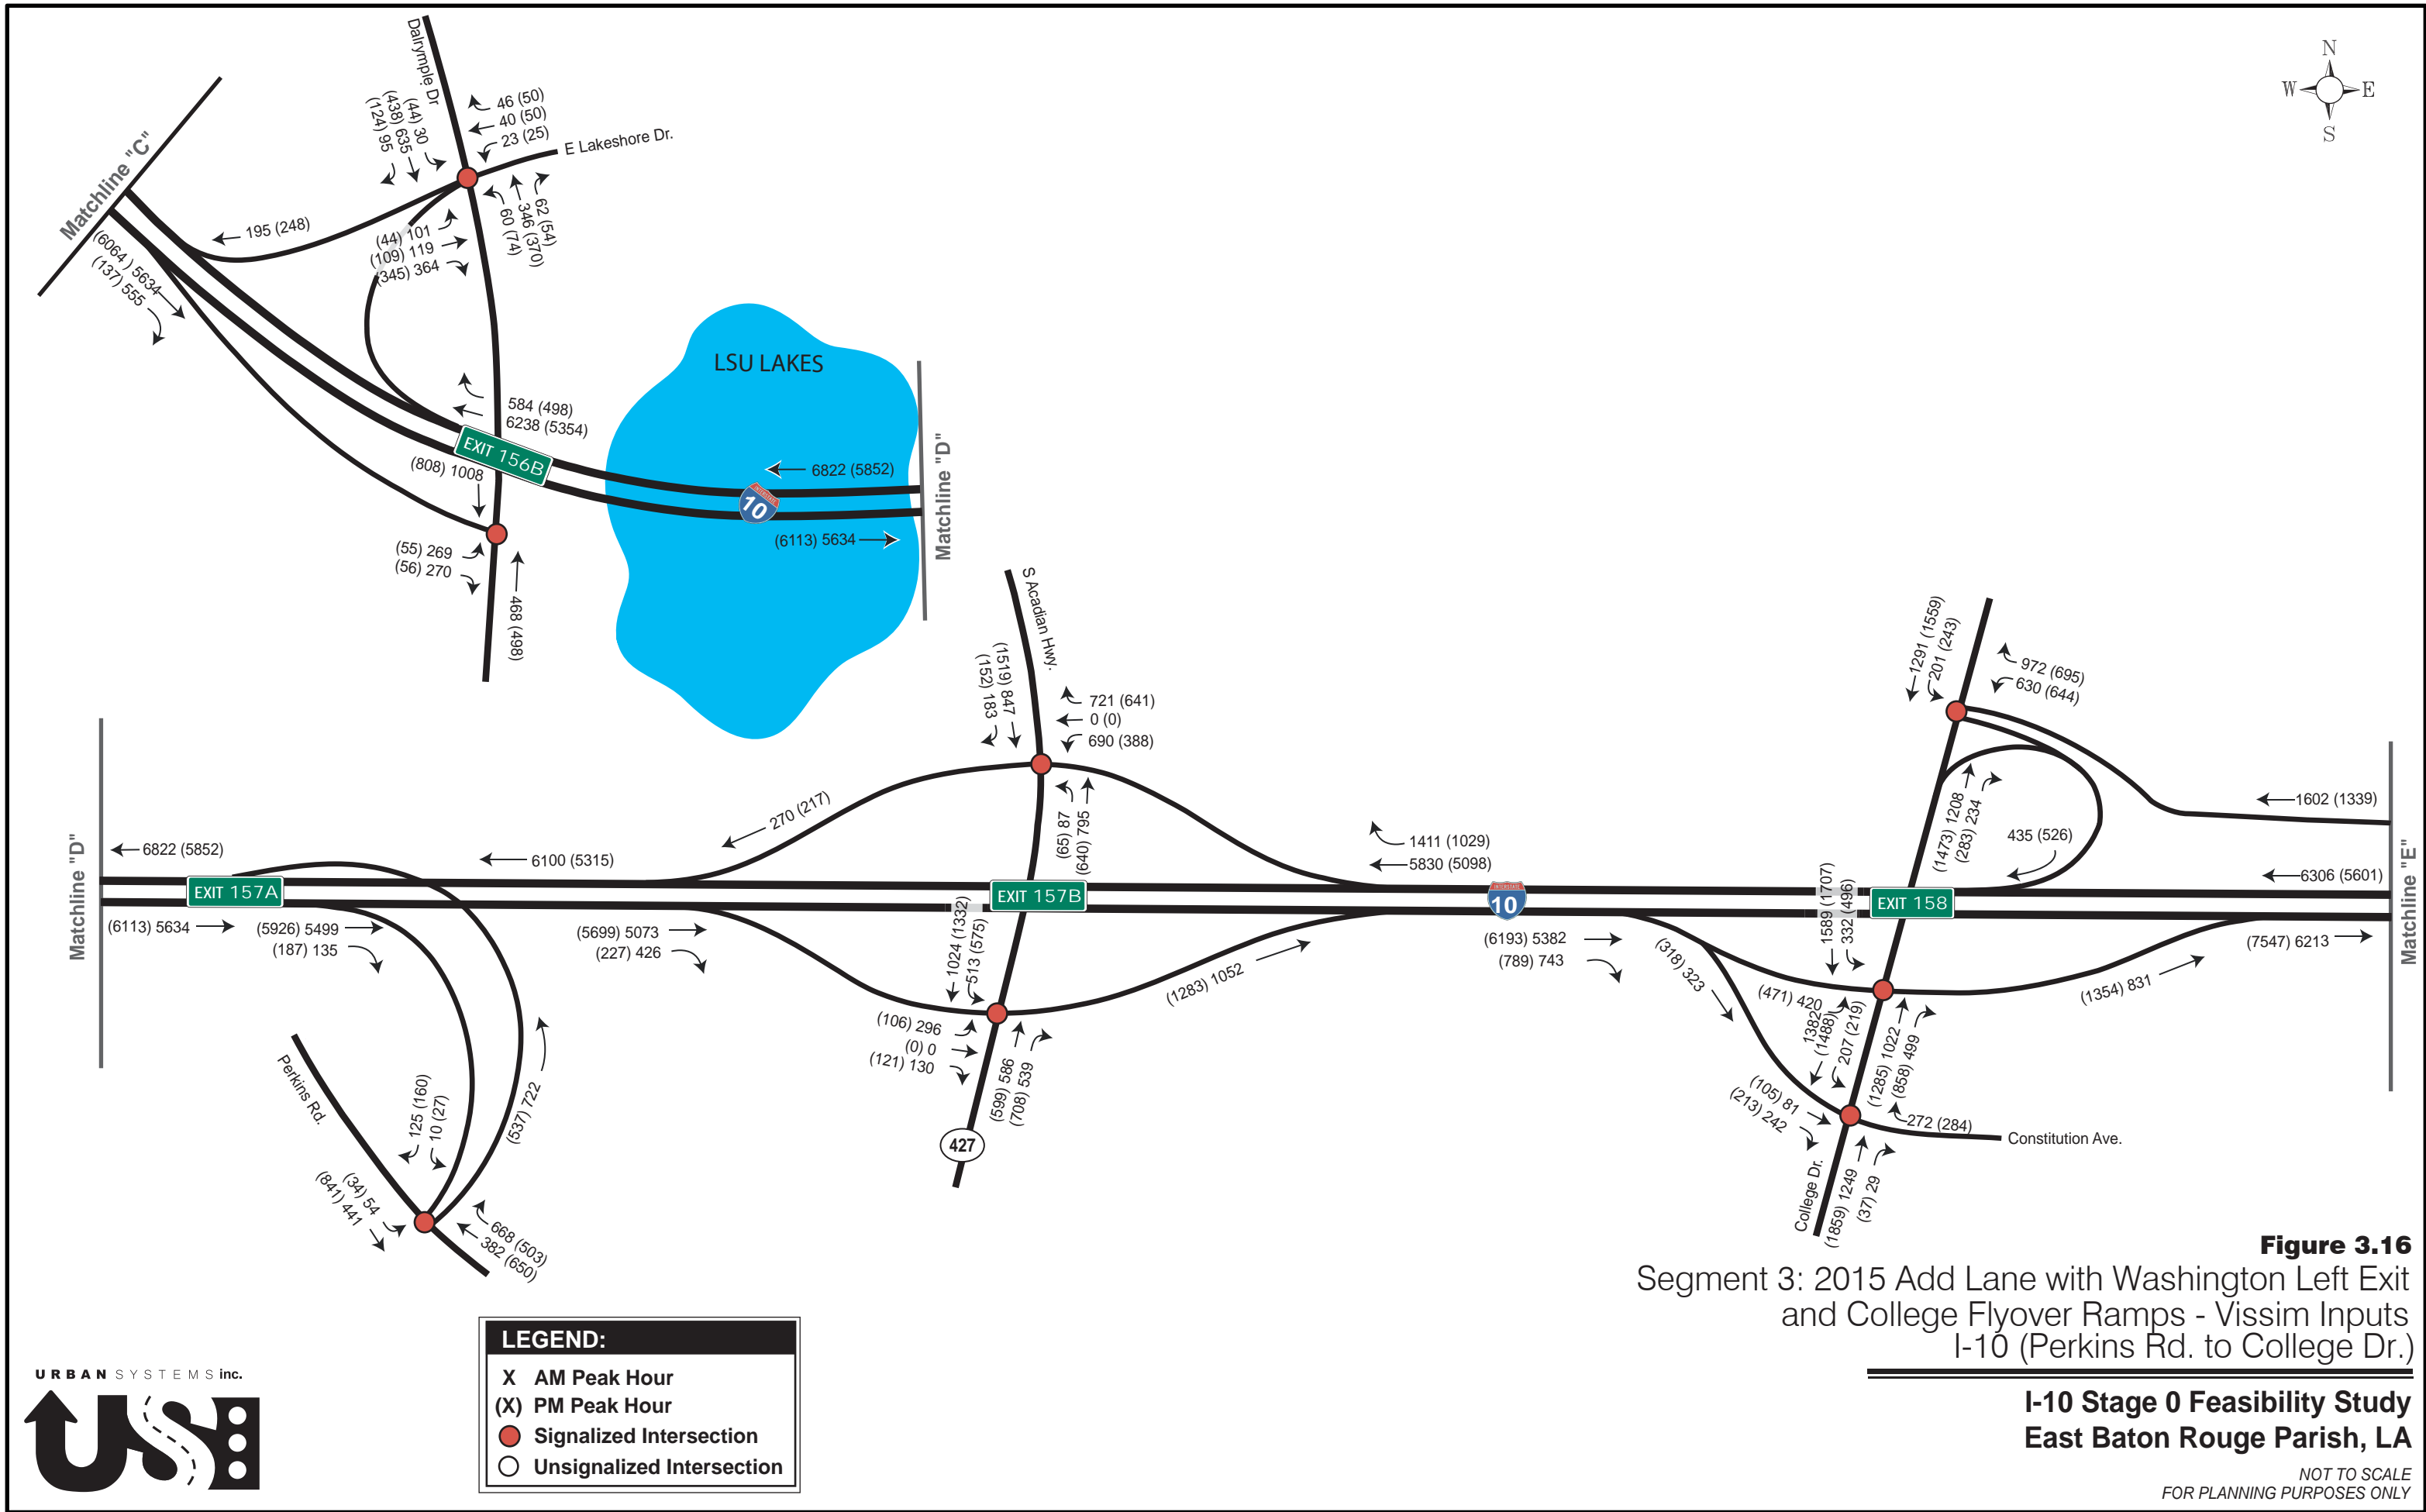 N
W E
S
Dalrymple Dr
(44) 30
(438) 635
(124) 95
46 (50)
40 (50)
23 (25)
E Lakeshore Dr.
Matchline "C"
195 (248)
(44) 101
(109) 119
(345) 364
60 (74)
346 (370)
62 (54)
(6064 ) 5634
(137) 555
LSU LAKES
584 (498)
6238 (5354)
EXIT 156B
(808) 1008
6822 (5852)
10
(6113) 5634
Matchline "D"
(55) 269
(56) 270
468 (498)
S Acadian Hwy.
(1519) 847
(152) 183
721 (641)
0 (0)
690 (388)
1291 (1559)
201 (243)
972 (695)
630 (644)
Matchline "D"
6822 (5852)
EXIT 157A
6100 (5315)
270 (217)
(65) 87
(640) 795
1411 (1029)
5830 (5098)
(1473) 1208
(283) 234
435 (526)
1602 (1339)
6306 (5601)
Matchline "E"
EXIT 157B
INTERSTATE
10
EXIT 158
(6113) 5634
(5926) 5499
(187) 135
(5699) 5073
(227) 426
1024 (1332)
513 (575)
(1283) 1052
(6193) 5382
(789) 743
(318) 323
1589 (1707)
332 (496)
(7547) 6213
(1354) 831
(471) 420
1382
(1488)
207 (219)
(1285) 1022
(858) 499
(106) 296
(0) 0
(121) 130
(599) 586
(708) 539
427
(105) 81
(213) 242
272 (284)
Constitution Ave.
College Dr.
(1859) 1249
(37) 29
Perkins Rd.
125 (160)
10 (27)
(537) 722
(34) 54
(841) 441
668 (503)
382 (650)
Figure 3.16
Segment 3: 2015 Add Lane with Washington Left Exit
and College Flyover Ramps - Vissim Inputs
I-10 (Perkins Rd. to College Dr.)
I-10 Stage 0 Feasibility Study
East Baton Rouge Parish, LA
NOT TO SCALE
FOR PLANNING PURPOSES ONLY
LEGEND:
X AM Peak Hour
(X) PM Peak Hour
Signalized Intersection
Unsignalized Intersection
URBAN SYSTEMS inc.
USI